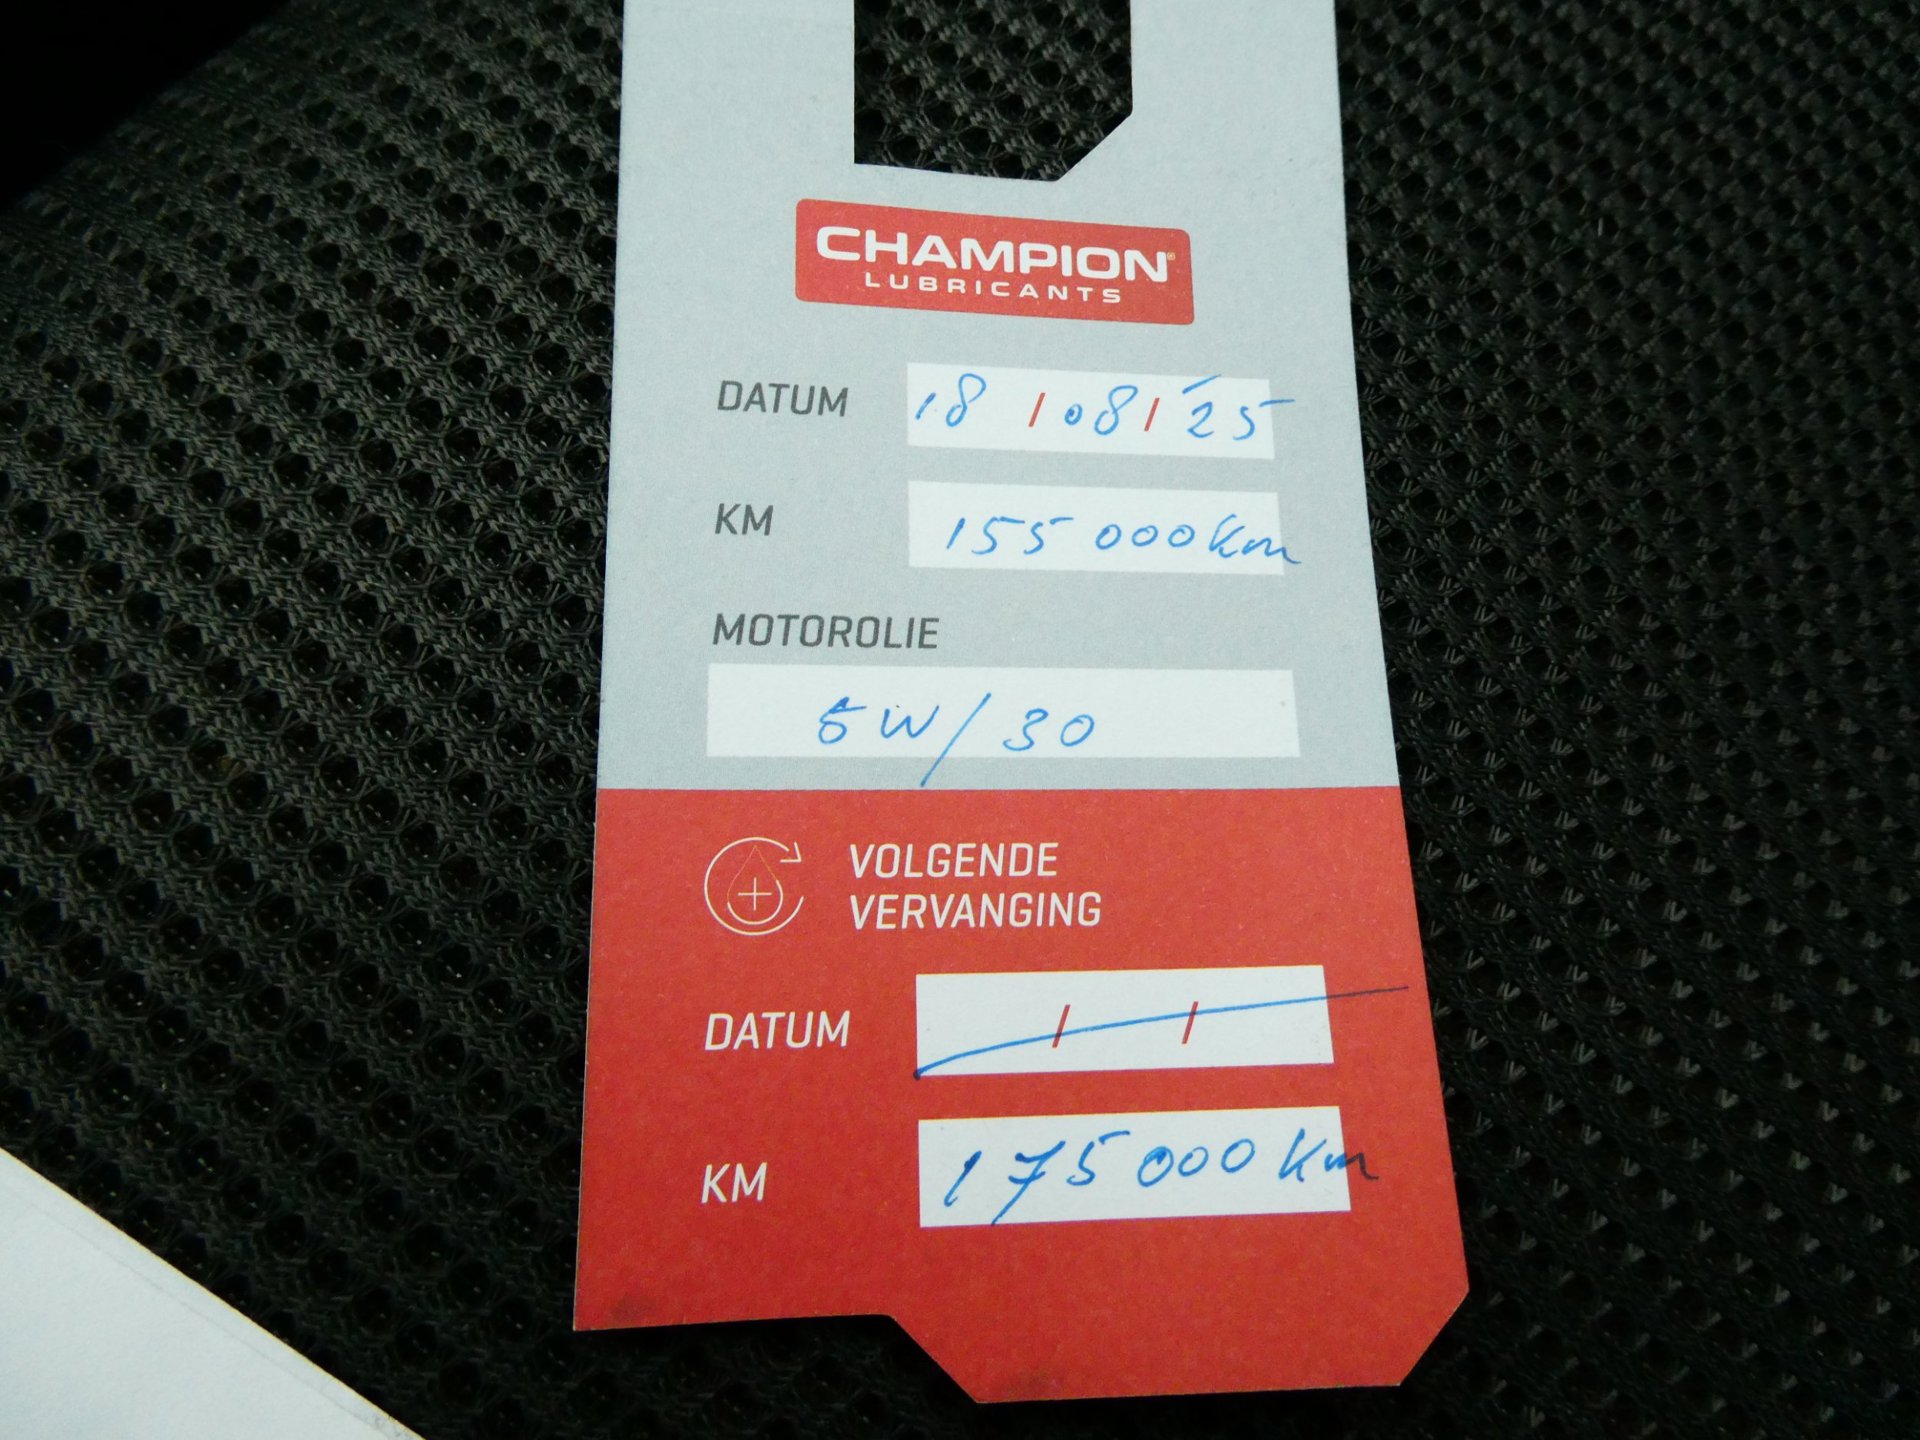 CHAMPION®
LUBRICANTS
DATUM 18 / 08 / '25
KM 155 000 km
MOTOROLIE
5W/30
VOLGENDE
VERVANGING
DATUM / /
KM 175 000 km